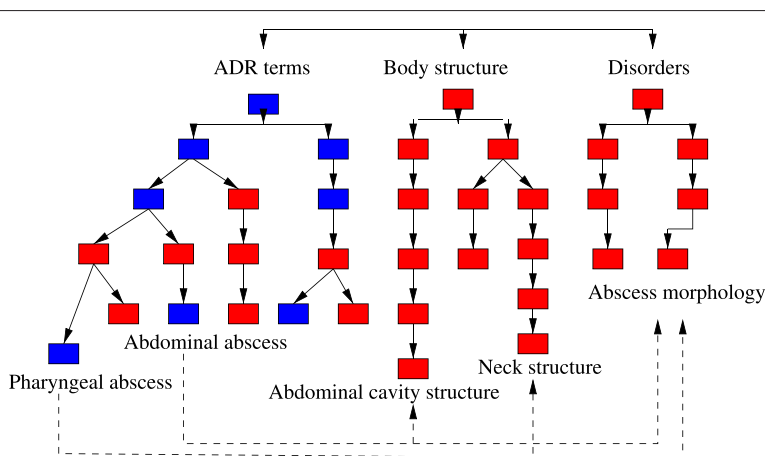 ADR terms
Body structure
Disorders
Abscess morphology
Abdominal abscess
Neck structure
Pharyngeal abscess
Abdominal cavity structure